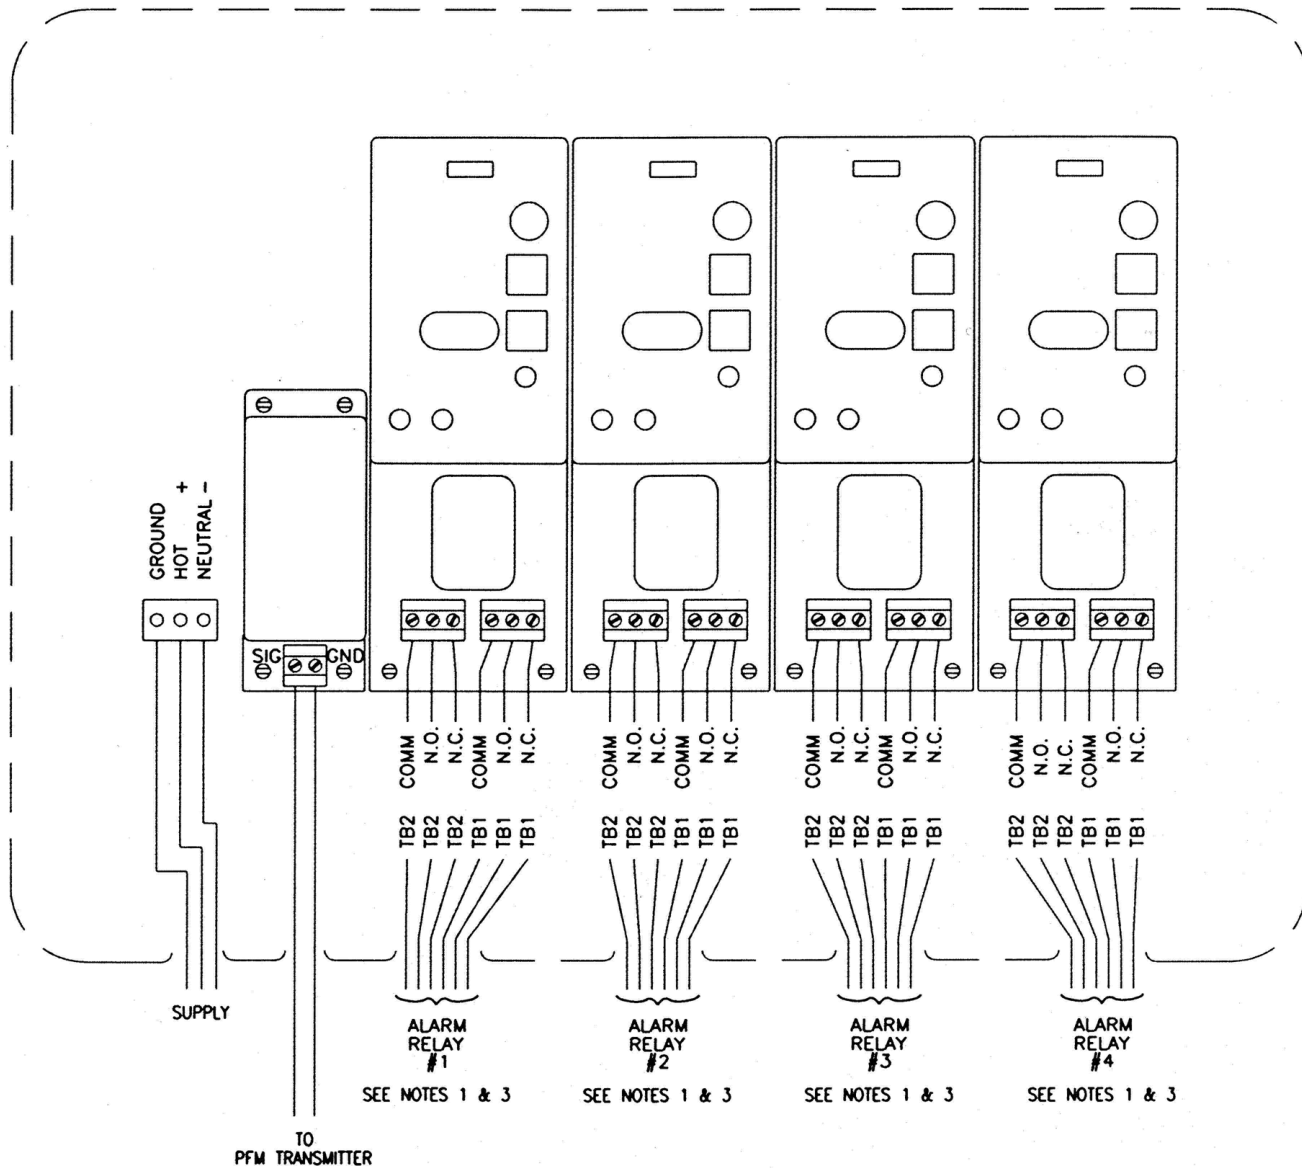 GROUND
HOT +
NEUTRAL -
SIG GND
COMM N.O. N.C. COMM N.O. N.C.
COMM N.O. N.C. COMM N.O. N.C.
COMM N.O. N.C. COMM N.O. N.C.
COMM N.O. N.C. COMM N.O. N.C.
TB2 TB2 TB2 TB1 TB1 TB1
TB2 TB2 TB2 TB1 TB1 TB1
TB2 TB2 TB2 TB1 TB1 TB1
TB2 TB2 TB2 TB1 TB1 TB1
SUPPLY
ALARM
RELAY
#1
SEE NOTES 1 & 3
ALARM
RELAY
#2
SEE NOTES 1 & 3
ALARM
RELAY
#3
SEE NOTES 1 & 3
ALARM
RELAY
#4
SEE NOTES 1 & 3
TO
PFM TRANSMITTER